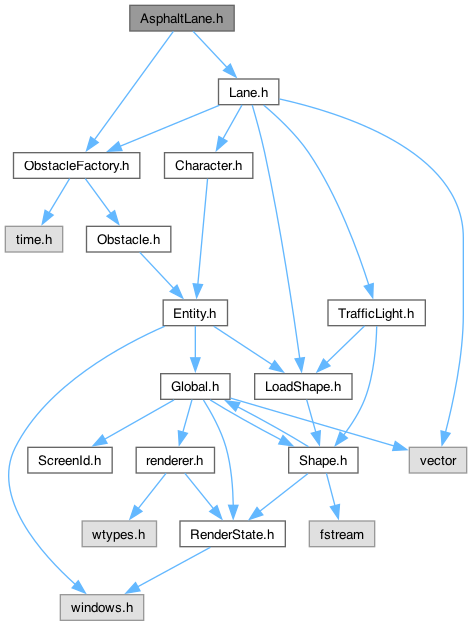 AsphaltLane.h
Lane.h
ObstacleFactory.h
Character.h
time.h
Obstacle.h
Entity.h
TrafficLight.h
Global.h
LoadShape.h
ScreenId.h
renderer.h
Shape.h
vector
wtypes.h
RenderState.h
fstream
windows.h